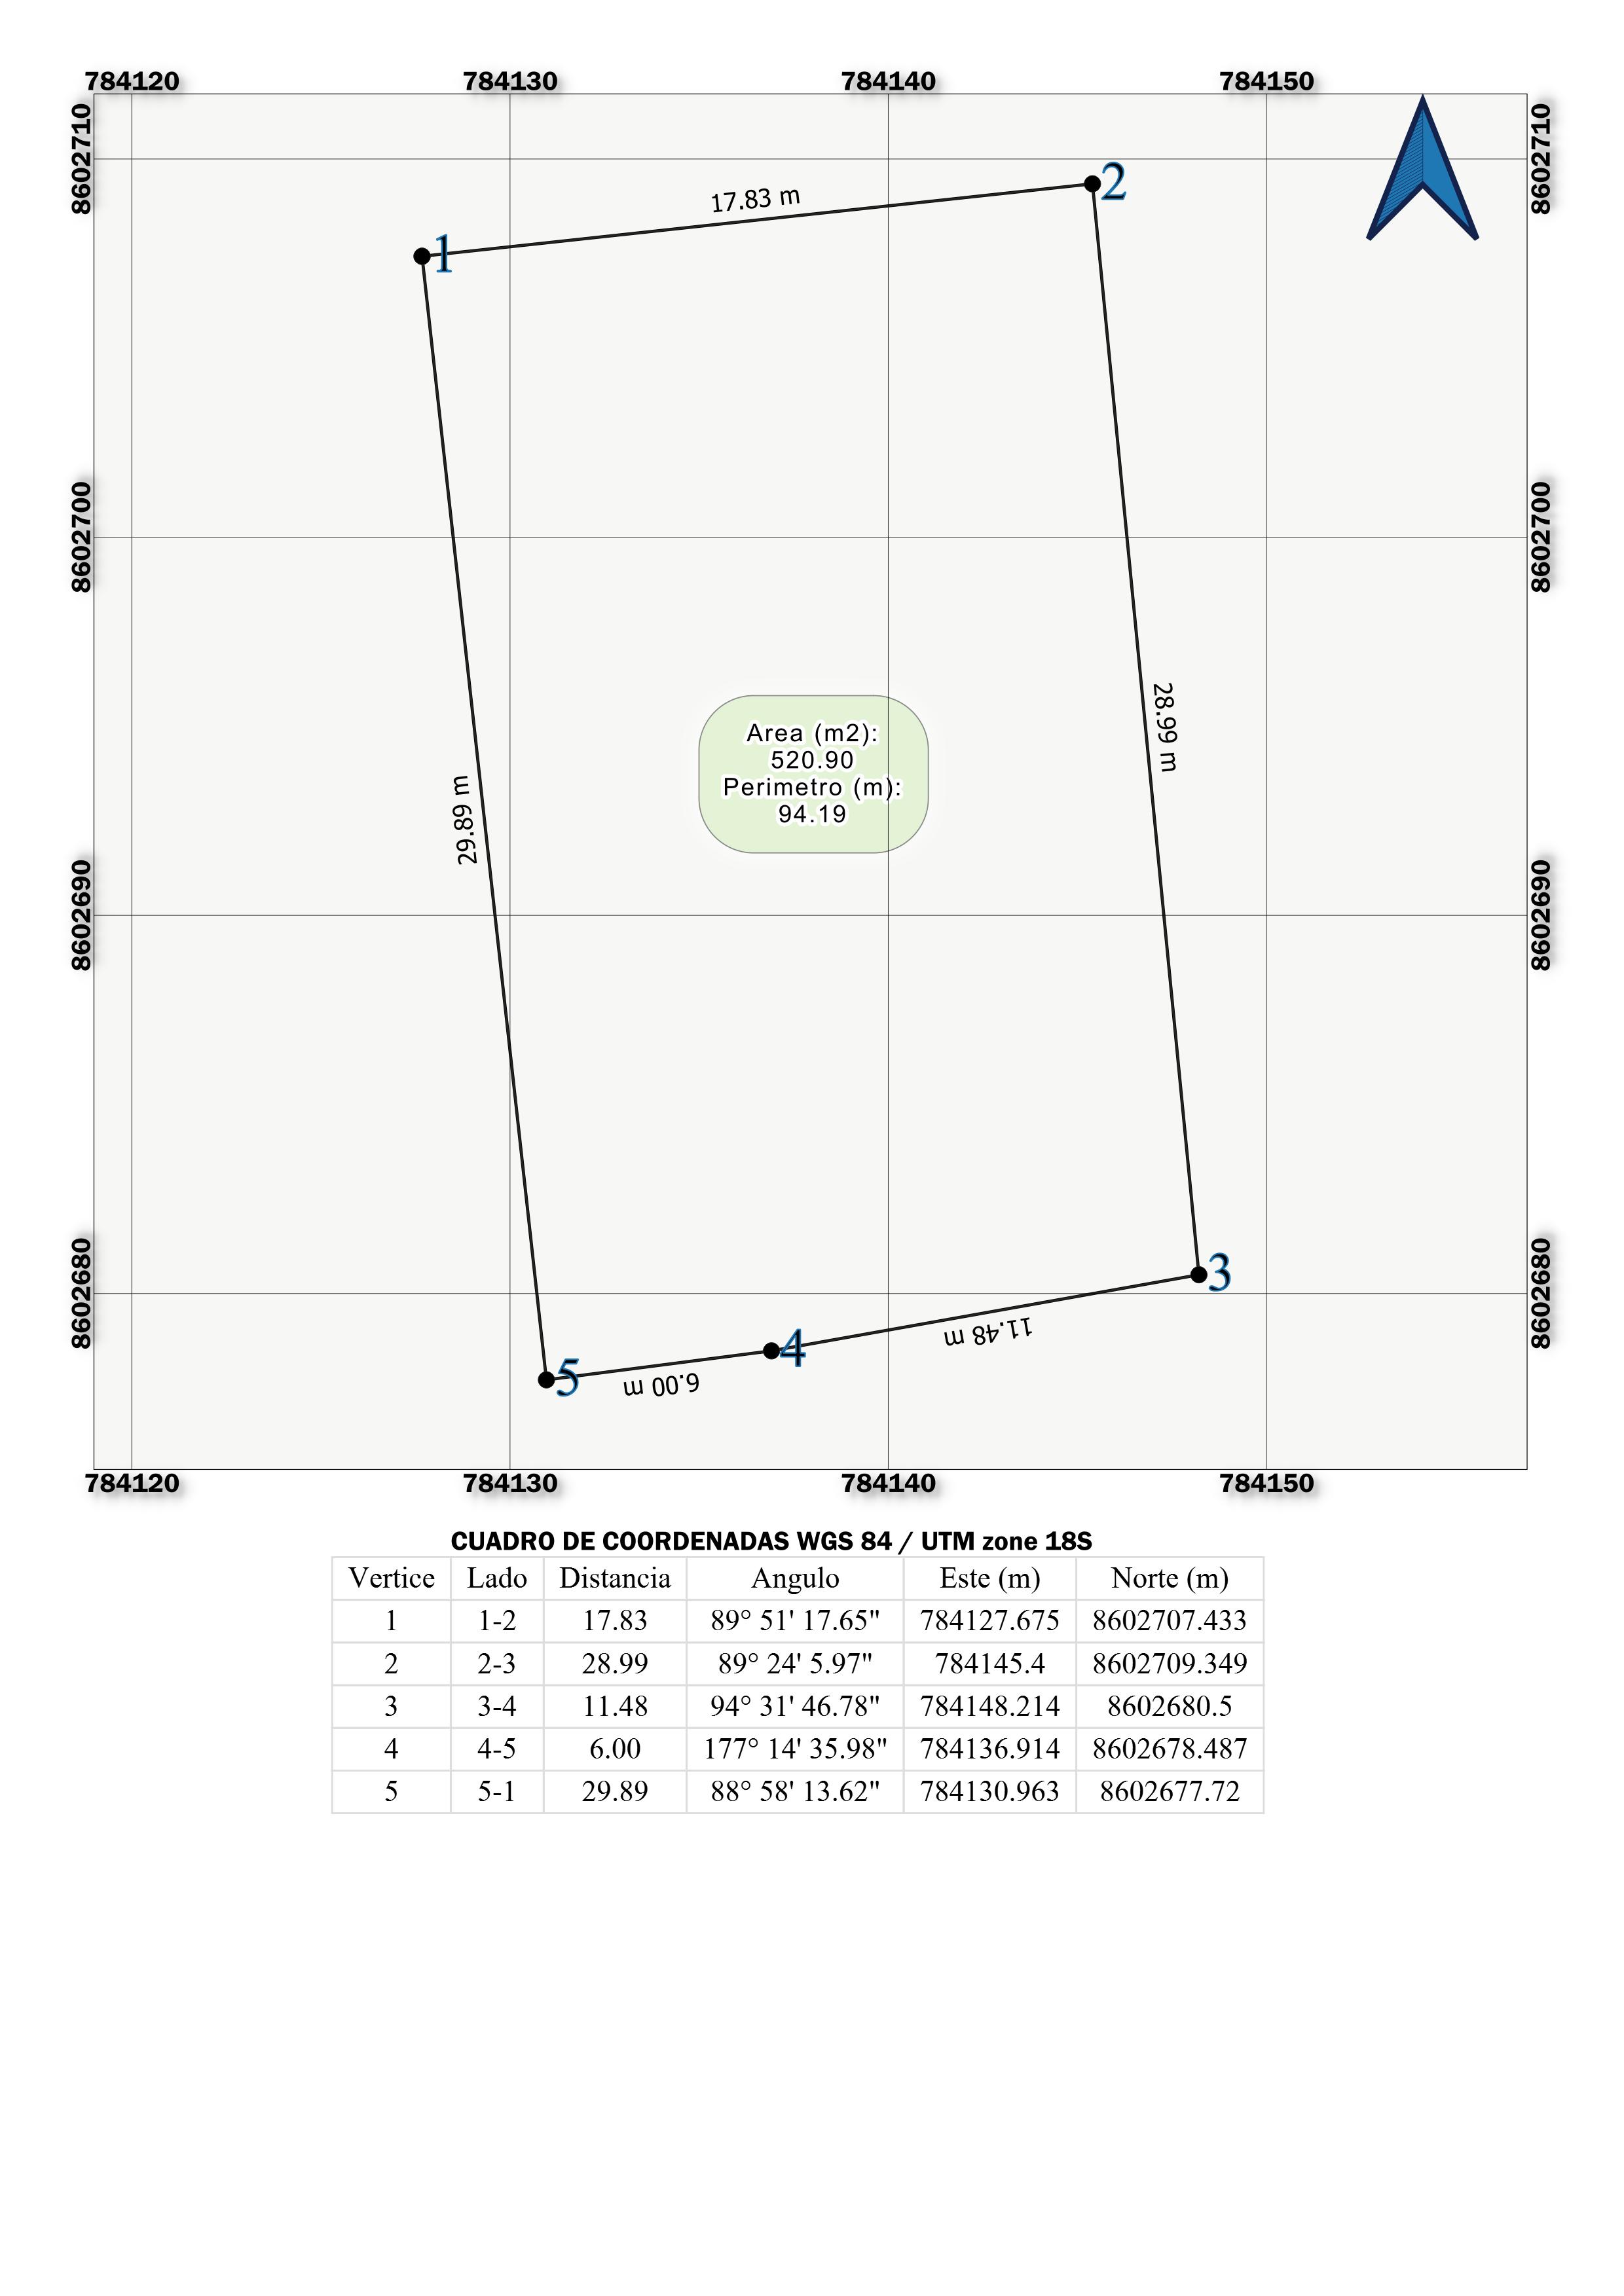 784120 784130 784140 784150
8602710 8602710
2
17.83 m
1
8602700 8602700
28.99 m
Area (m2):
520.90
Perimetro (m):
94.19
29.89 m
8602690 8602690
8602680 8602680
3
11.48 m
4
5
6.00 m
784120 784130 784140 784150
CUADRO DE COORDENADAS WGS 84 / UTM zone 18S
Vertice Lado Distancia Angulo Este (m) Norte (m)
1 1-2 17.83 89° 51' 17.65" 784127.675 8602707.433
2 2-3 28.99 89° 24' 5.97" 784145.4 8602709.349
3 3-4 11.48 94° 31' 46.78" 784148.214 8602680.5
4 4-5 6.00 177° 14' 35.98" 784136.914 8602678.487
5 5-1 29.89 88° 58' 13.62" 784130.963 8602677.72